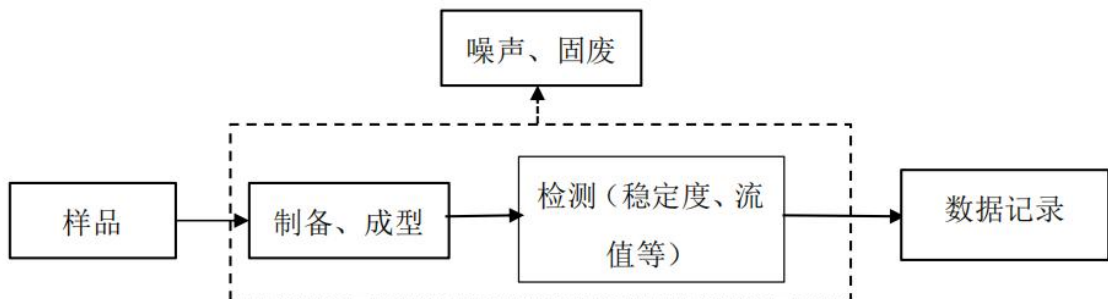 噪声、固废
样品
制备、成型
检测（稳定度、流
值等）
数据记录